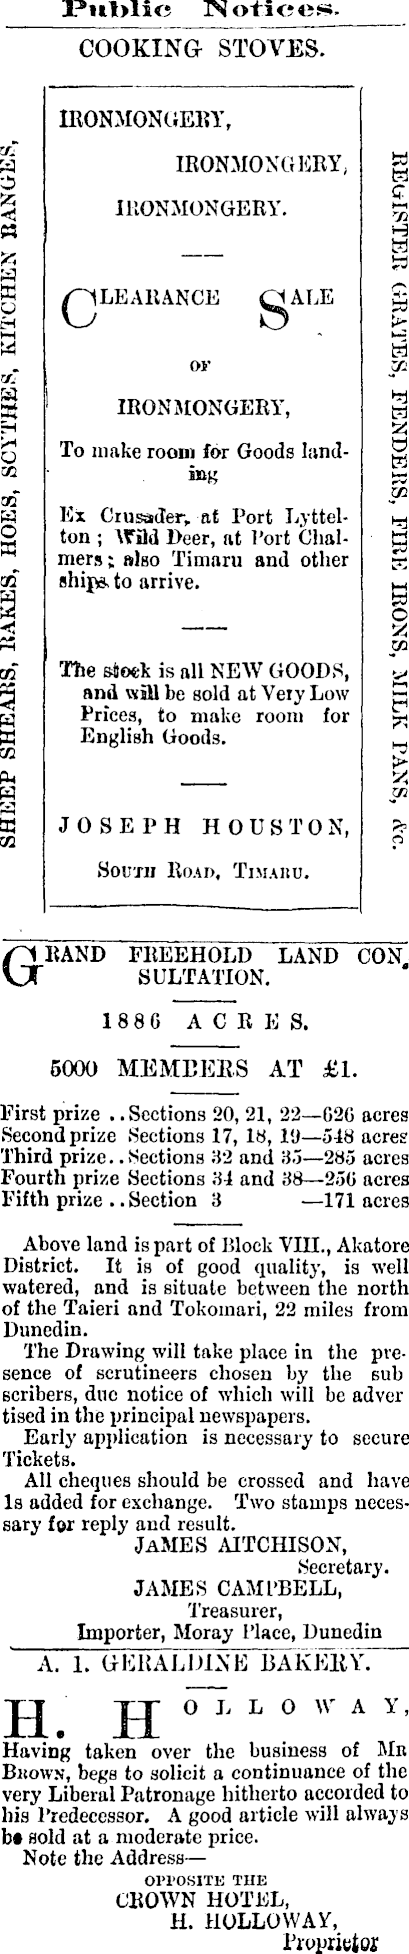 Public Notices.
COOKING STOVES.
SHEEP SHEARS, RAKES, HOES, SCYTHES, KITCHEN RANGES,
IRONMONGERY,
IRONMONGERY,
IRONMONGERY.
CLEARANCE SALE
OF
IRONMONGERY,
To make room for Goods land-
ing
Ex Crusader, at Port Lyttel-
ton ; Wild Deer, at Port Chal-
mers ; also Timaru and other
ships to arrive.
The stock is all NEW GOODS,
and will be sold at Very Low
Prices, to make room for
English Goods.
JOSEPH HOUSTON,
SOUTH ROAD, TIMARU.
REGISTER GRATES, FENDERS, FIRE IRONS, MILK PANS, &c.
GRAND FREEHOLD LAND CON.
SULTATION.
1886 ACRES.
5000 MEMBERS AT £1.
First prize ..Sections 20, 21, 22—626 acres
Second prize Sections 17, 18, 19—548 acres
Third prize..Sections 32 and 35—285 acres
Fourth prize Sections 34 and 38—256 acres
Fifth prize ..Section 3 —171 acres
Above land is part of Block VIII., Akatore
District. It is of good quality, is well
watered, and is situate between the north
of the Taieri and Tokomari, 22 miles from
Dunedin.
The Drawing will take place in the pre-
sence of scrutineers chosen by the sub
scribers, due notice of which will be adver
tised in the principal newspapers.
Early application is necessary to secure
Tickets.
All cheques should be crossed and have
1s added for exchange. Two stamps neces-
sary for reply and result.
JAMES AITCHISON,
Secretary.
JAMES CAMPBELL,
Treasurer,
Importer, Moray Place, Dunedin
A. 1. GERALDINE BAKERY.
H. HOLLOWAY,
Having taken over the business of MR
BROWN, begs to solicit a continuance of the
very Liberal Patronage hitherto accorded to
his Predecessor. A good article will always
be sold at a moderate price.
Note the Address—
OPPOSITE THE
CROWN HOTEL,
H. HOLLOWAY,
Proprietor